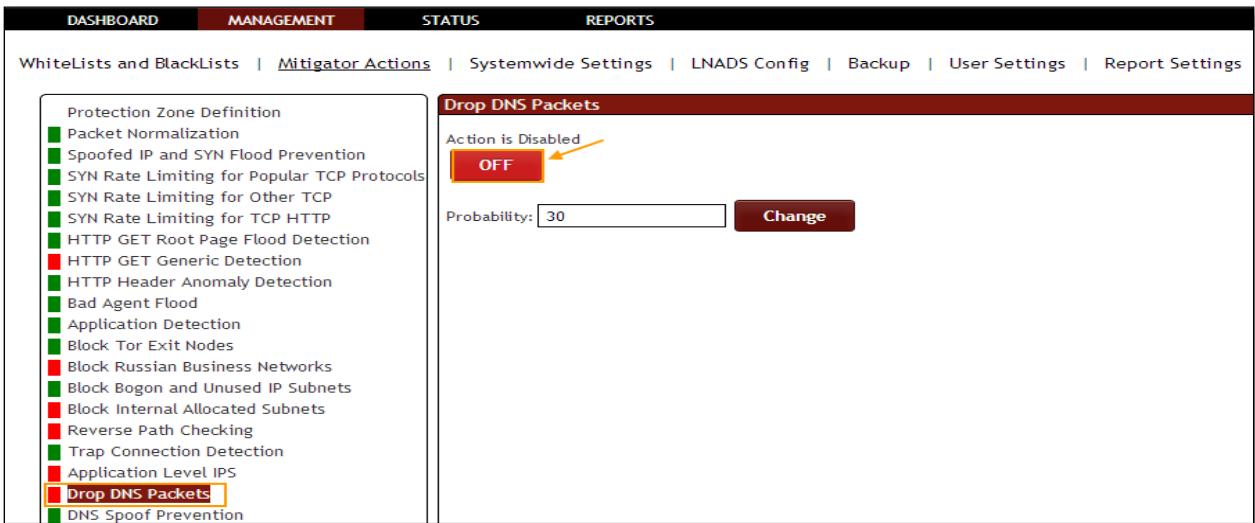 DASHBOARD MANAGEMENT STATUS REPORTS
WhiteLists and BlackLists | Mitigator Actions | Systemwide Settings | LNADS Config | Backup | User Settings | Report Settings
Protection Zone Definition
Packet Normalization
Spoofed IP and SYN Flood Prevention
SYN Rate Limiting for Popular TCP Protocols
SYN Rate Limiting for Other TCP
SYN Rate Limiting for TCP HTTP
HTTP GET Root Page Flood Detection
HTTP GET Generic Detection
HTTP Header Anomaly Detection
Bad Agent Flood
Application Detection
Block Tor Exit Nodes
Block Russian Business Networks
Block Bogon and Unused IP Subnets
Block Internal Allocated Subnets
Reverse Path Checking
Trap Connection Detection
Application Level IPS
Drop DNS Packets
DNS Spoof Prevention
Drop DNS Packets
Action is Disabled
OFF
Probability: 30 Change